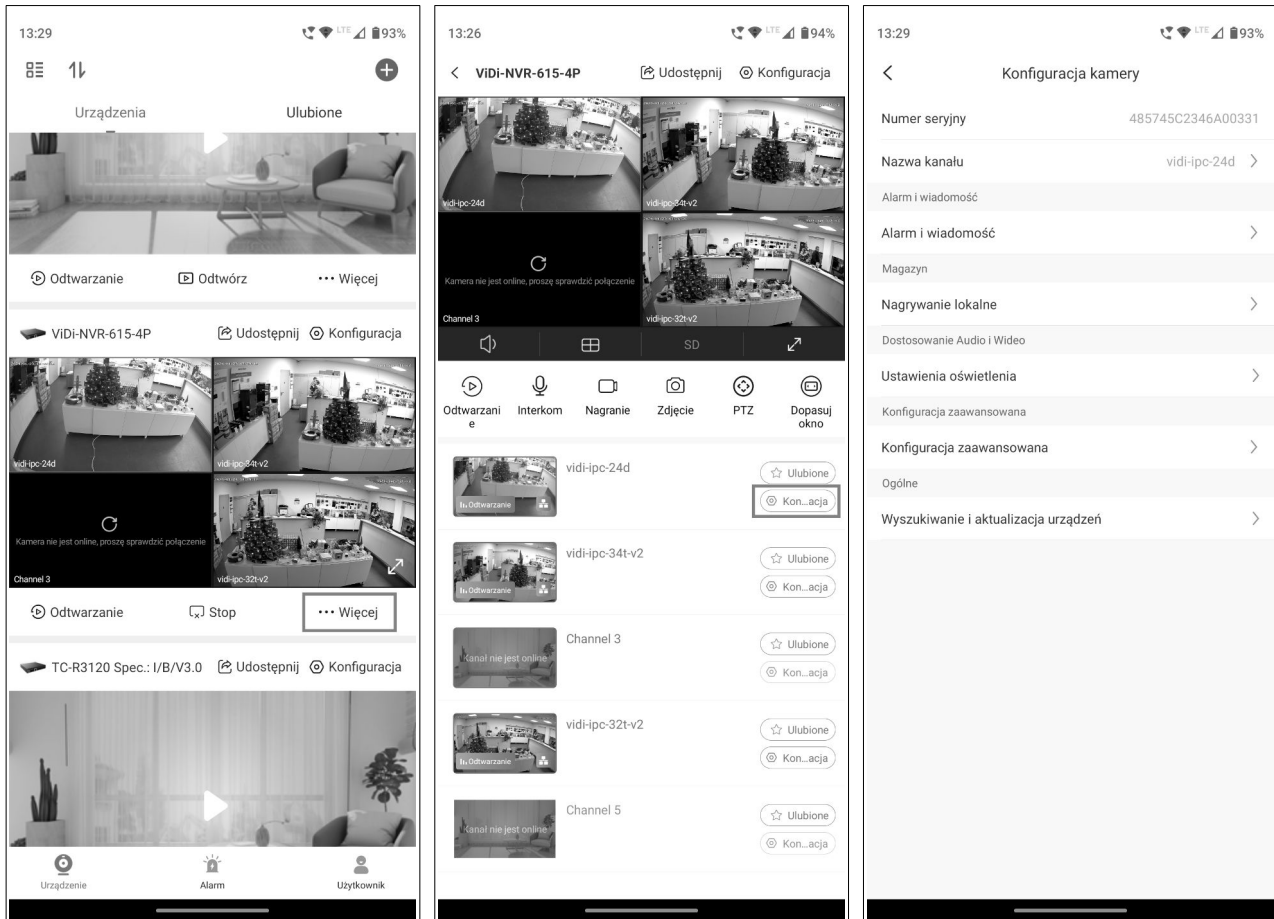 13:29
LTE 93%
Urządzenia Ulubione
Odtwarzanie Odtwórz Więcej
ViDi-NVR-615-4P Udostępnij Konfiguracja
vidi-ipc-24d vidi-ipc-34t-v2
Kamera nie jest online, proszę sprawdzić połączenie
Channel 3 vidi-ipc-32t-v2
Odtwarzanie Stop Więcej
TC-R3120 Spec.: I/B/V3.0 Udostępnij Konfiguracja
Urządzenie Alarm Użytkownik
13:26
LTE 94%
ViDi-NVR-615-4P Udostępnij Konfiguracja
vidi-ipc-24d vidi-ipc-34t-v2
Kamera nie jest online, proszę sprawdzić połączenie
Channel 3 vidi-ipc-32t-v2
SD
Odtwarzani Interkom Nagranie Zdjęcie PTZ Dopasuj
e okno
vidi-ipc-24d Ulubione
Odtwarzanie Kon...acja
vidi-ipc-34t-v2 Ulubione
Odtwarzanie Kon...acja
Channel 3 Ulubione
Kanał nie jest online Kon...acja
vidi-ipc-32t-v2 Ulubione
Odtwarzanie Kon...acja
Channel 5 Ulubione
Kanał nie jest online Kon...acja
13:29
LTE 93%
Konfiguracja kamery
Numer seryjny 485745C2346A00331
Nazwa kanału vidi-ipc-24d
Alarm i wiadomość
Alarm i wiadomość
Magazyn
Nagrywanie lokalne
Dostosowanie Audio i Wideo
Ustawienia oświetlenia
Konfiguracja zaawansowana
Konfiguracja zaawansowana
Ogólne
Wyszukiwanie i aktualizacja urządzeń